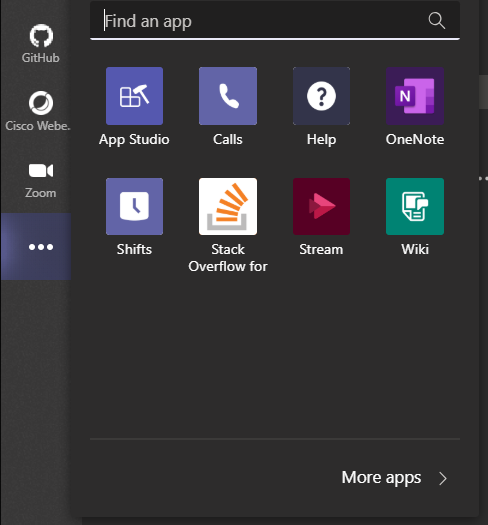 GitHub
Cisco Webe.
Zoom
Find an app
App Studio
Calls
Help
OneNote
Shifts
Stack
Overflow for
Stream
Wiki
More apps